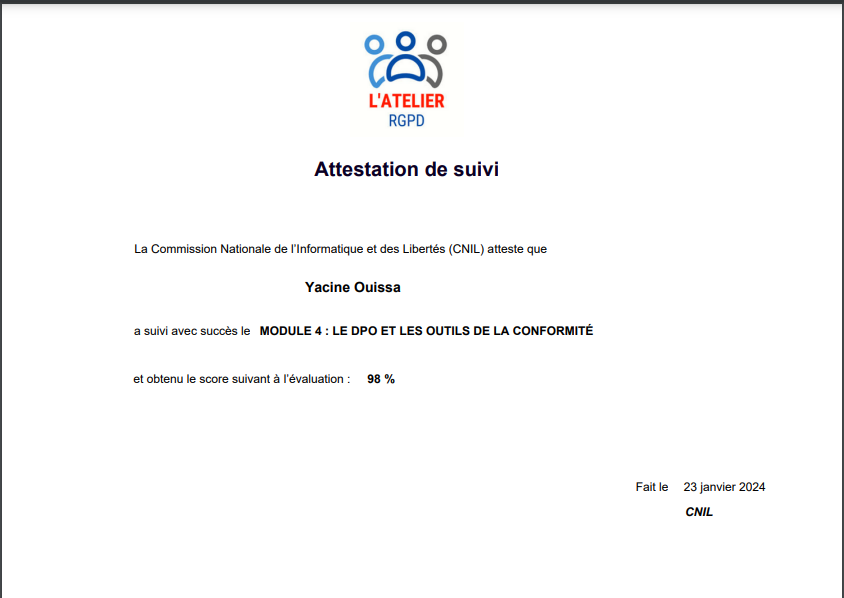 L'ATELIER
RGPD
Attestation de suivi
La Commission Nationale de l'Informatique et des Libertés (CNIL) atteste que
Yacine Ouissa
a suivi avec succès le MODULE 4 : LE DPO ET LES OUTILS DE LA CONFORMITÉ
et obtenu le score suivant à l'évaluation : 98 %
Fait le 23 janvier 2024
CNIL